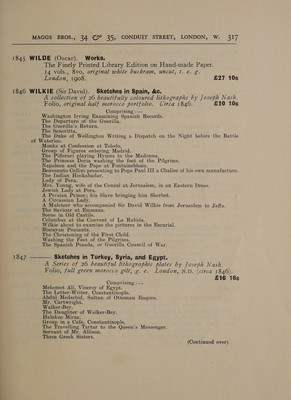 MAGGS BROS., 34 & 35, CONDUIT STREET, LONDON, W. 317
1845 WILDE (Oscar). Works.
The Finely Printed Library Edition on Hand-made Paper.
14 vols., 8vo, original white buckram, uncut, t. e. g.
London, 1908. £27 10s
1846 WILKIE (Sir David). Sketches in Spain, &c.
A collection of 26 beautifully coloured lithographs by Joseph Nash.
Folio, original half morocco portfolio. Circa 1846. £10 10s
Comprising:—
Washington Irving Examining Spanish Records.
The Departure of the Guerilla.
The Guerilla's Return.
The Senoritta.
The Duke of Wellington Writing a Dispatch on the Night before the Battle
of Waterloo.
Monks at Confession at Toledo.
Group of Figures entering Madrid.
The Pifferari playing Hymns to the Madonna.
The Princess Doria washing the feet of the Pilgrims.
Napoleon and the Pope at Fontainebleau.
Benvenuto Cellini presenting to Pope Paul III a Chalice of his own manufacture.
The Indian Hookabadar.
Lady of Pera.
Mrs. Young, wife of the Consul at Jerusalem, in an Eastern Dress.
Jewish Lady at Pera.
A Persian Prince; his Slave bringing him Sherbet.
A Circassian Lady.
A Muleteer who accompanied Sir David Wilkie from Jerusalem to Jaffa.
The Saviour at Emmaus.
Scene in Old Castile.
Columbus at the Convent of La Rabida.
Wilkie about to examine the pictures in the Escurial.
Bocayun Presents.
The Christening of the First Child.
Washing the Feet of the Pilgrims.
The Spanish Posada, or Guerilla Council of War.
1847 ——— Sketches in Turkey, Syria, and Egypt.
A Series of 26 beautiful lithographic plates by Joseph Nash.
Folio, full green morocco gilt, g. e. London, N.D. (circa 1846).
£16 16s
Comprising:—
Mehemet Ali, Viceroy of Egypt.
The Letter-Writer, Constantinople.
Abdul Medschid, Sultan of Ottoman Empire.
Mr. Cartwright.
Walker-Bey.
The Daughter of Walker-Bey.
Halakoo Mirza.
Group in a Cafe, Constantinople.
The Travelling Tartar to the Queen's Messenger.
Servant of Mr. Allison.
Three Greek Sisters.
(Continued over)